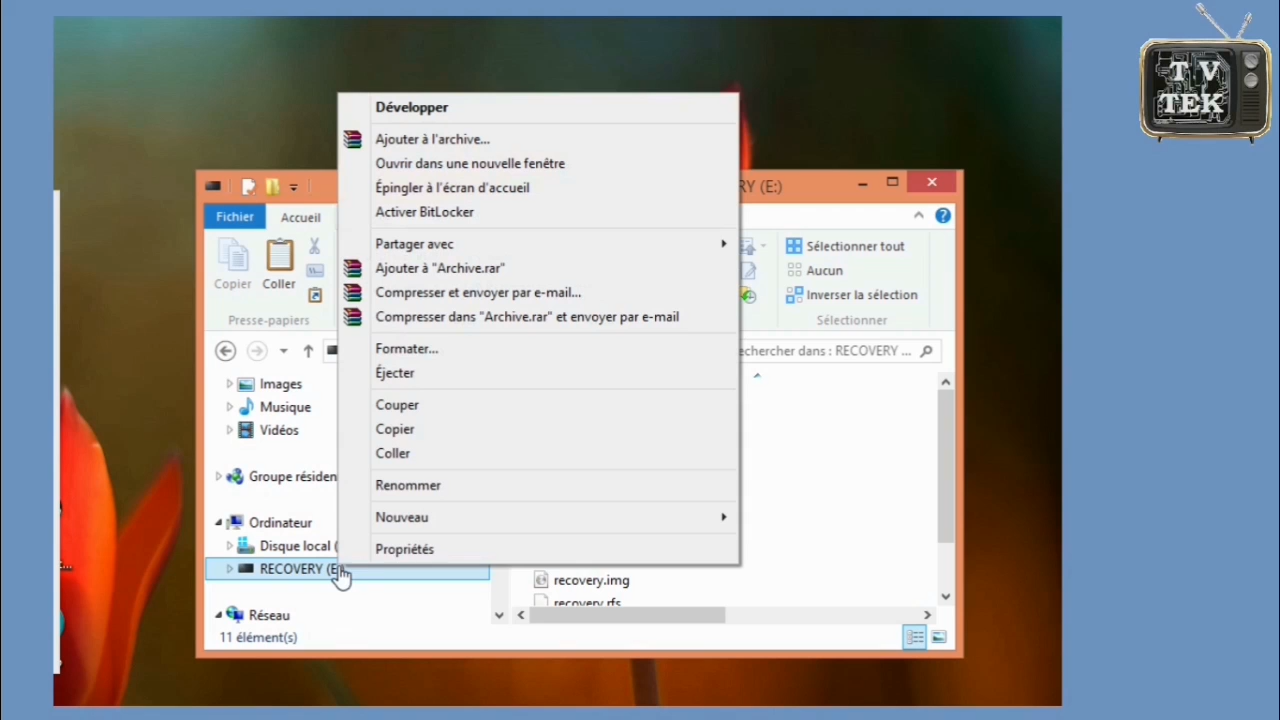 TV
TEK
Développer
Ajouter à l'archive...
Ouvrir dans une nouvelle fenêtre
Épingler à l'écran d'accueil
Activer BitLocker
Partager avec
Ajouter à "Archive.rar"
Compresser et envoyer par e-mail...
Compresser dans "Archive.rar" et envoyer par e-mail
Formater...
Éjecter
Couper
Copier
Coller
Renommer
Nouveau
Propriétés
RY (E:)
Fichier
Accueil
Copier
Coller
Presse-papiers
Sélectionner tout
Aucun
Inverser la sélection
Sélectionner
echercher dans : RECOVERY ...
Images
Musique
Vidéos
Groupe résiden
Ordinateur
Disque local (
RECOVERY (E
Réseau
11 élément(s)
recovery.img
recovery.rfs